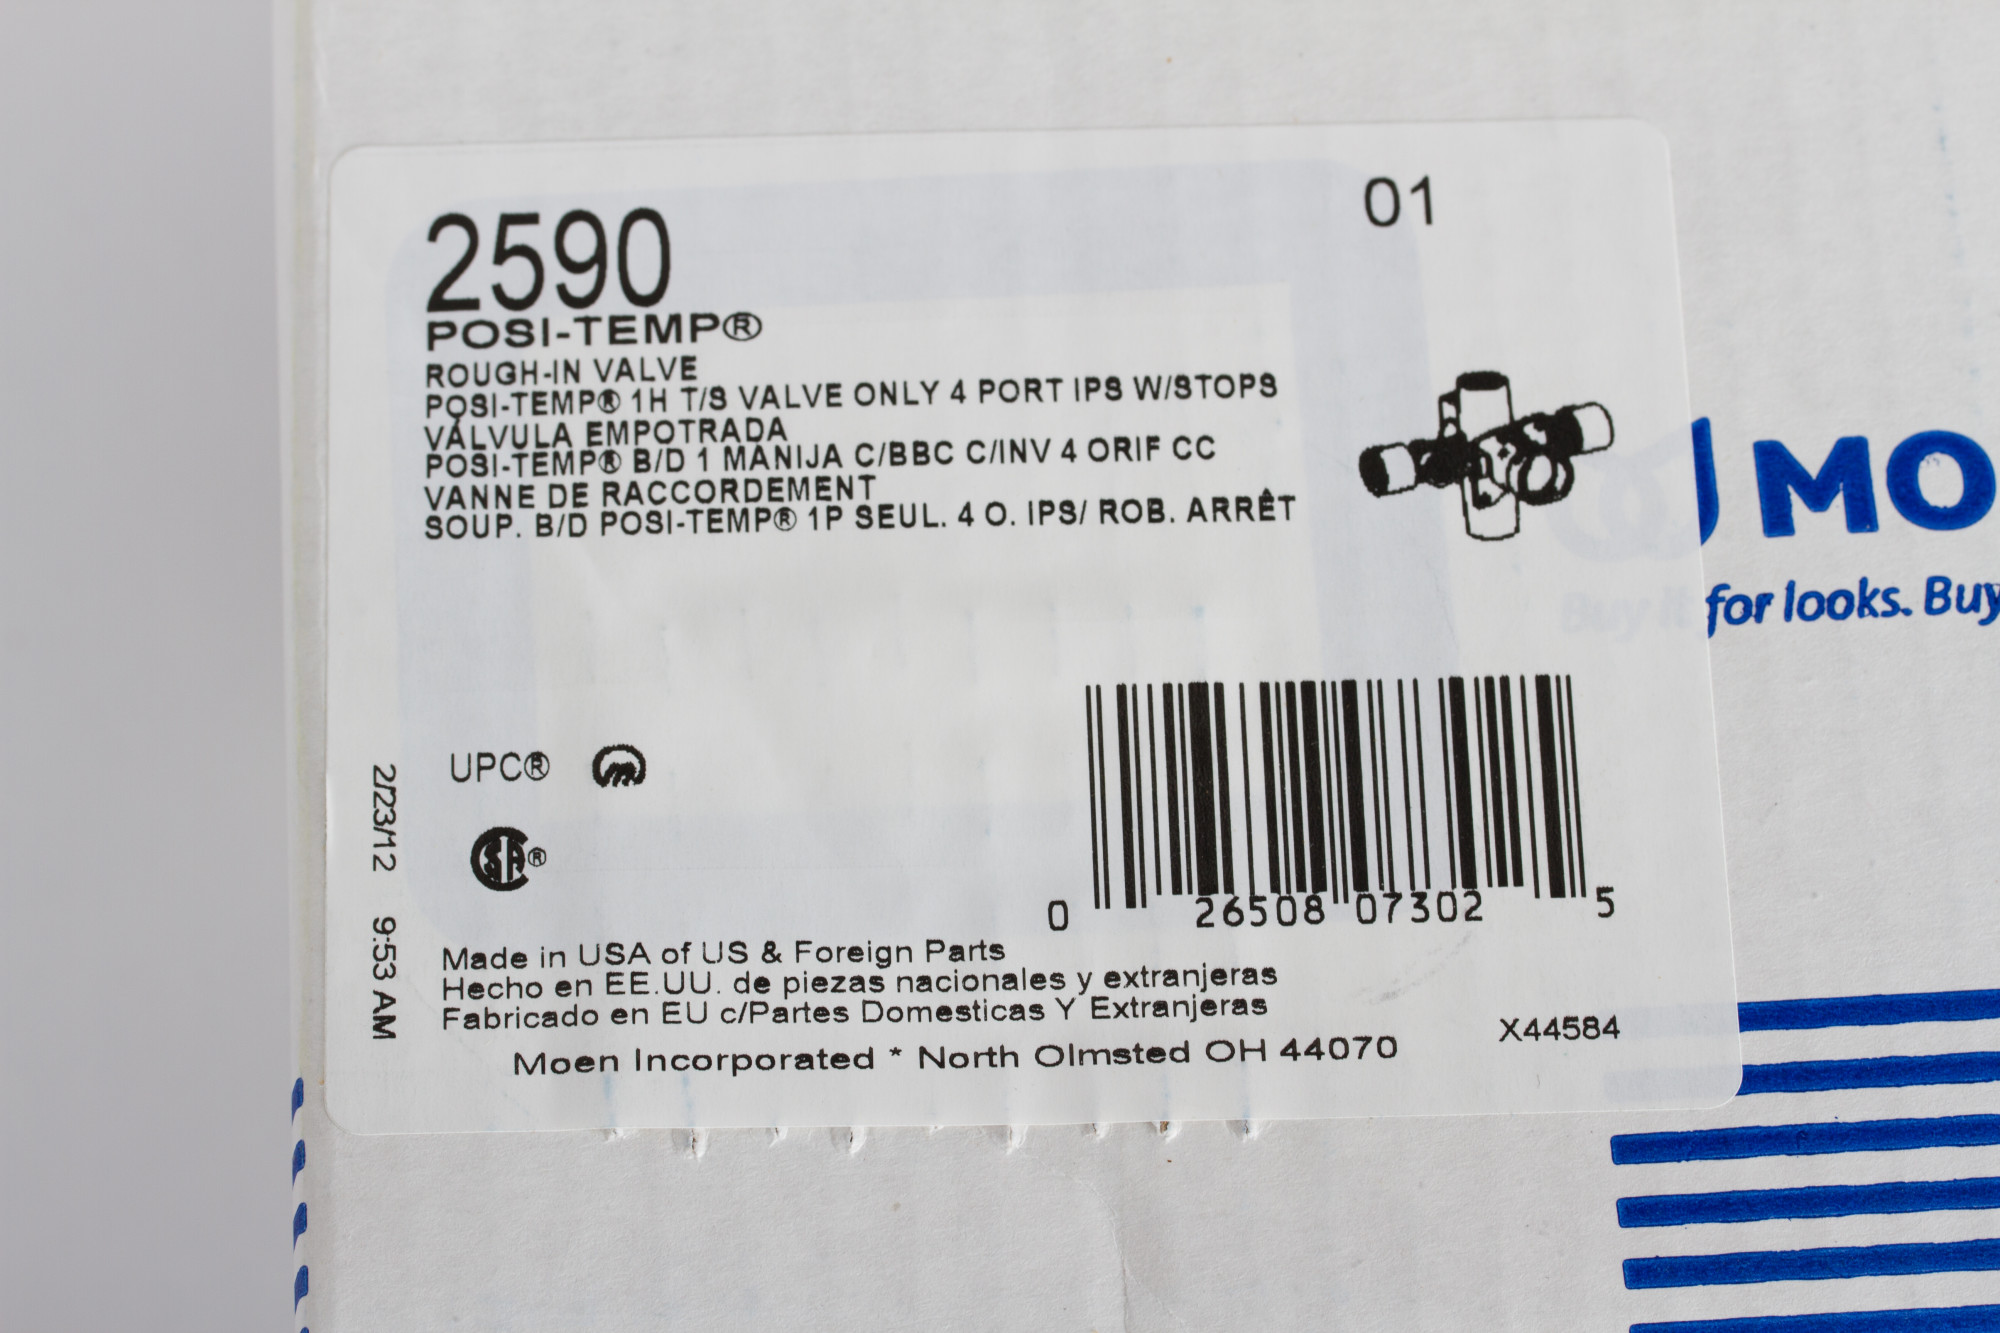 01
2590
POSI-TEMP®
ROUGH-IN VALVE
POSI-TEMP® 1H T/S VALVE ONLY 4 PORT IPS W/STOPS
VÁLVULA EMPOTRADA
POSI-TEMP® B/D 1 MANIJA C/BBC C/INV 4 ORIF CC
VANNE DE RACCORDEMENT
SOUP. B/D POSI-TEMP® 1P SEUL. 4 O. IPS/ ROB. ARRÊT
MO
Buy it for looks. Buy
UPC®
CSA®
2/23/12 9:53 AM
0 26508 07302 5
Made in USA of US & Foreign Parts
Hecho en EE.UU. de piezas nacionales y extranjeras
Fabricado en EU c/Partes Domesticas Y Extranjeras
Moen Incorporated * North Olmsted OH 44070
X44584